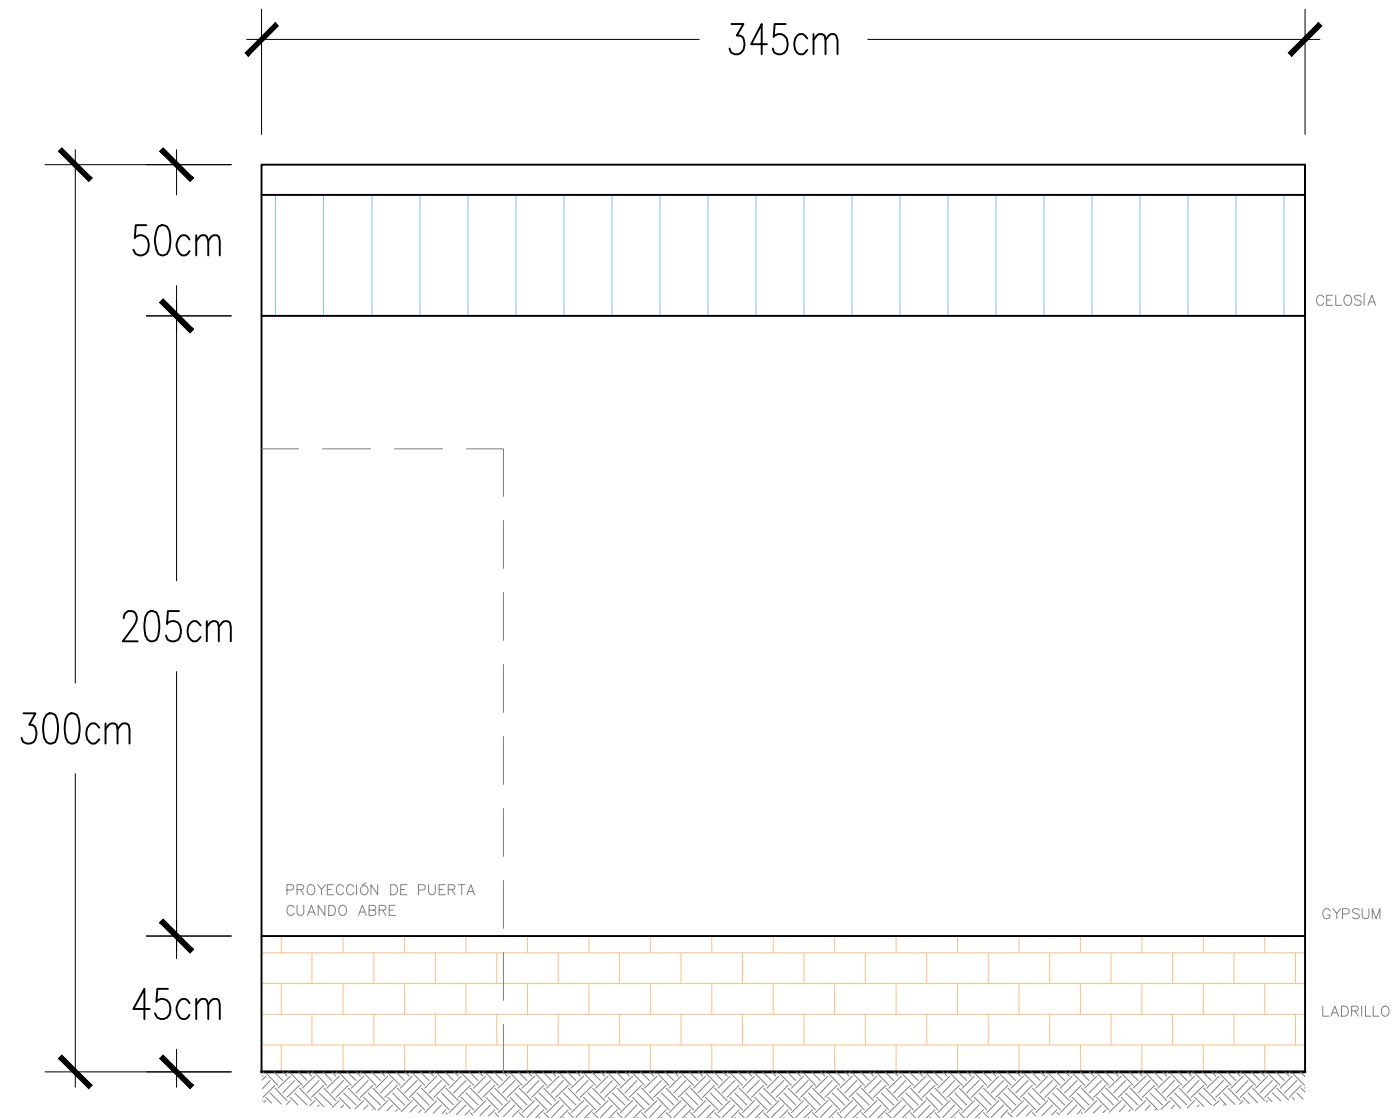 345cm
50cm
CELOSÍA
205cm
300cm
PROYECCIÓN DE PUERTA
CUANDO ABRE
GYPSUM
45cm
LADRILLO